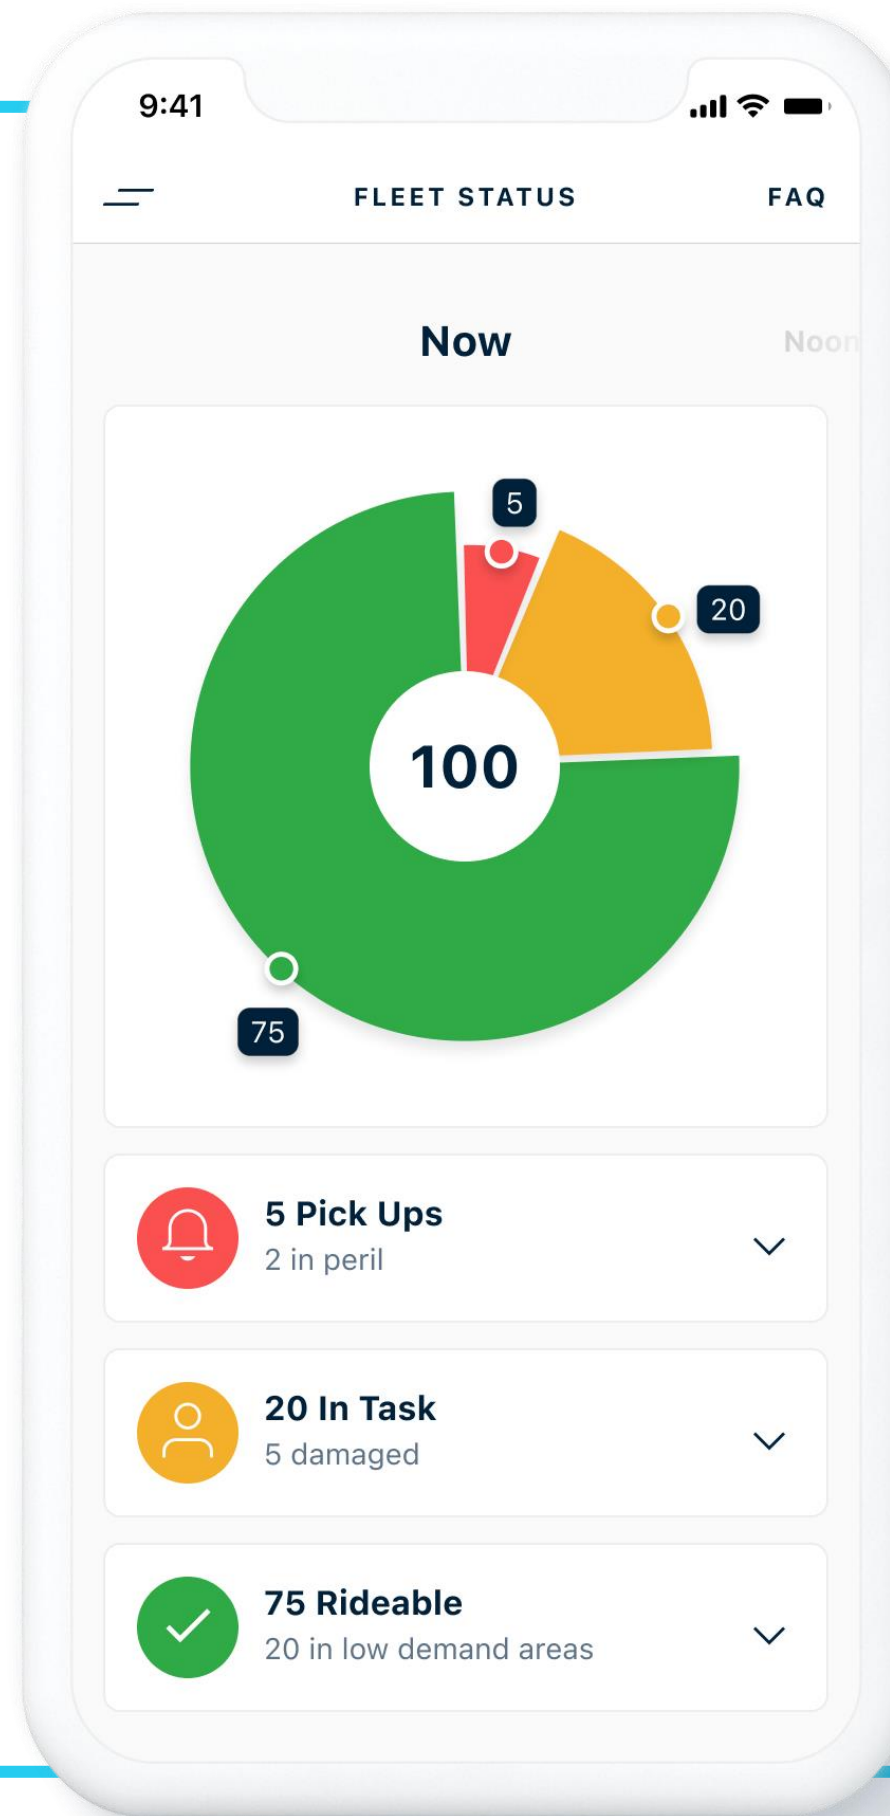 9:41
FLEET STATUS FAQ
Now Noon
5
20
100
75
5 Pick Ups
2 in peril
20 In Task
5 damaged
75 Rideable
20 in low demand areas